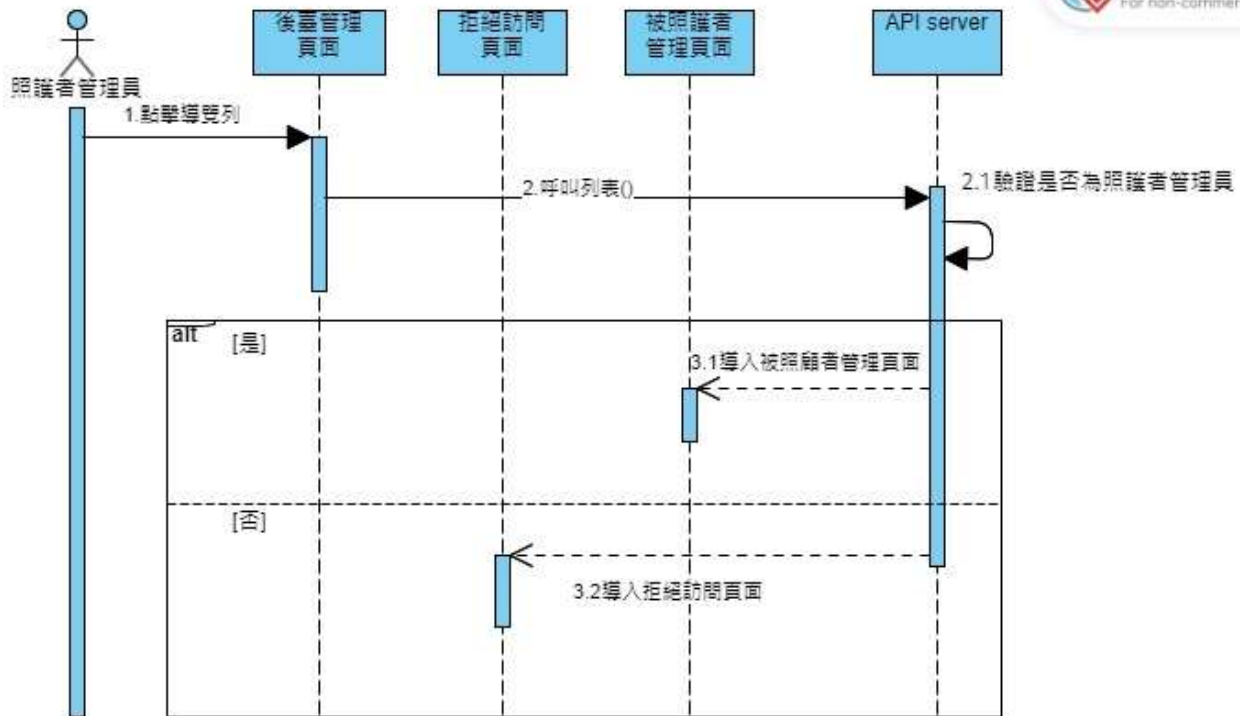 For non-commer
後臺管理
頁面
拒絕訪問
頁面
被照護者
管理頁面
API server
照護者管理員
1.點擊導覽列
2.呼叫列表()
2.1驗證是否為照護者管理員
alt
[是]
3.1導入被照顧者管理頁面
[否]
3.2導入拒絕訪問頁面